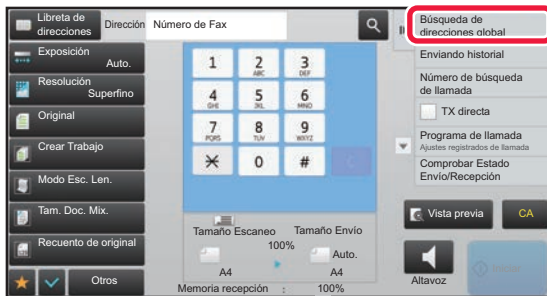 Libreta de
direcciones
Dirección
Número de Fax
Exposición
Auto.
Resolución
Superfino
Original
Crear Trabajo
Modo Esc. Len.
Tam. Doc. Mix.
Recuento de original
Otros
1
2
ABC
3
DEF
4
GHI
5
JKL
6
MNO
7
PQRS
8
TUV
9
WXYZ
0
#
C
Tamaño Escaneo
Tamaño Envío
100%
Auto.
A4
A4
Memoria recepción : 100%
Búsqueda de
direcciones global
Enviando historial
Número de búsqueda
de llamada
TX directa
Programa de llamada
Ajustes registrados de llamada
Comprobar Estado
Envío/Recepción
Vista previa
CA
Altavoz
Iniciar